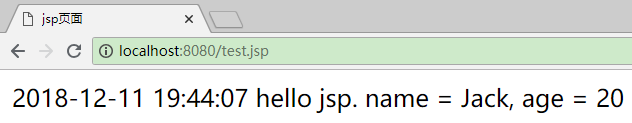 jsp页面
localhost:8080/test.jsp
2018-12-11 19:44:07 hello jsp. name = Jack, age = 20